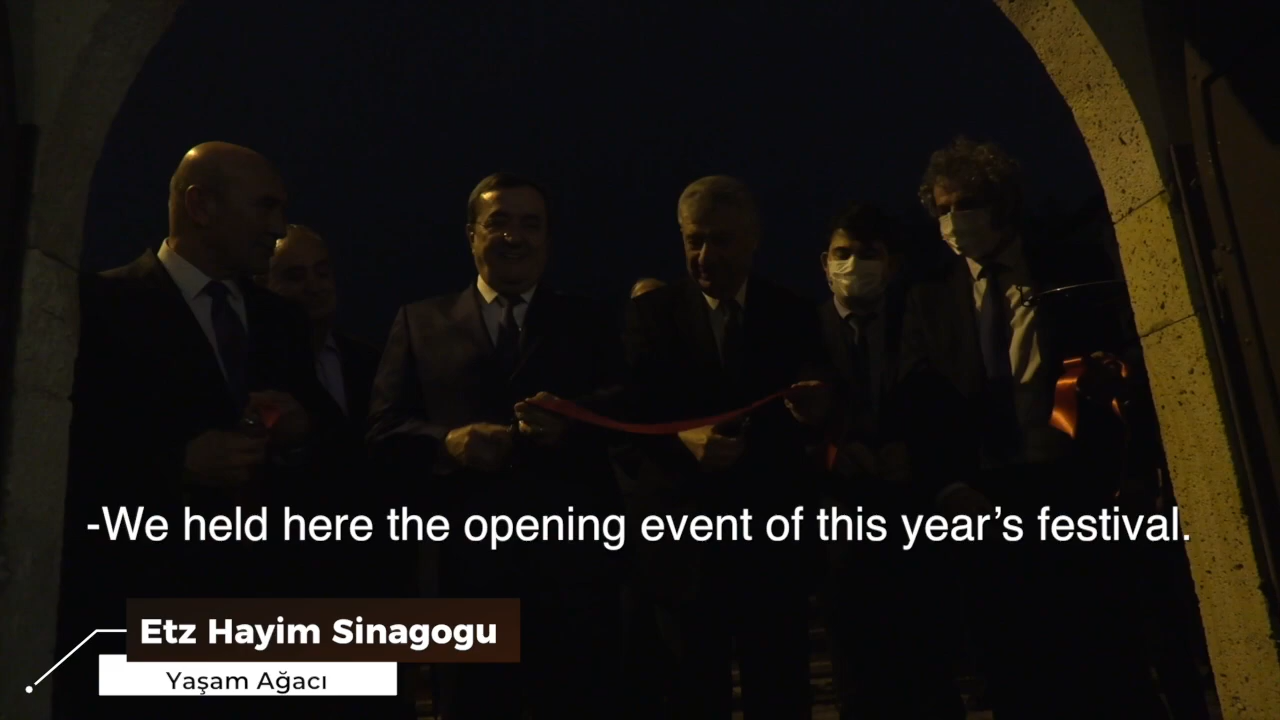 -We held here the opening event of this year’s festival.
Etz Hayim Sinagogu
Yaşam Ağacı